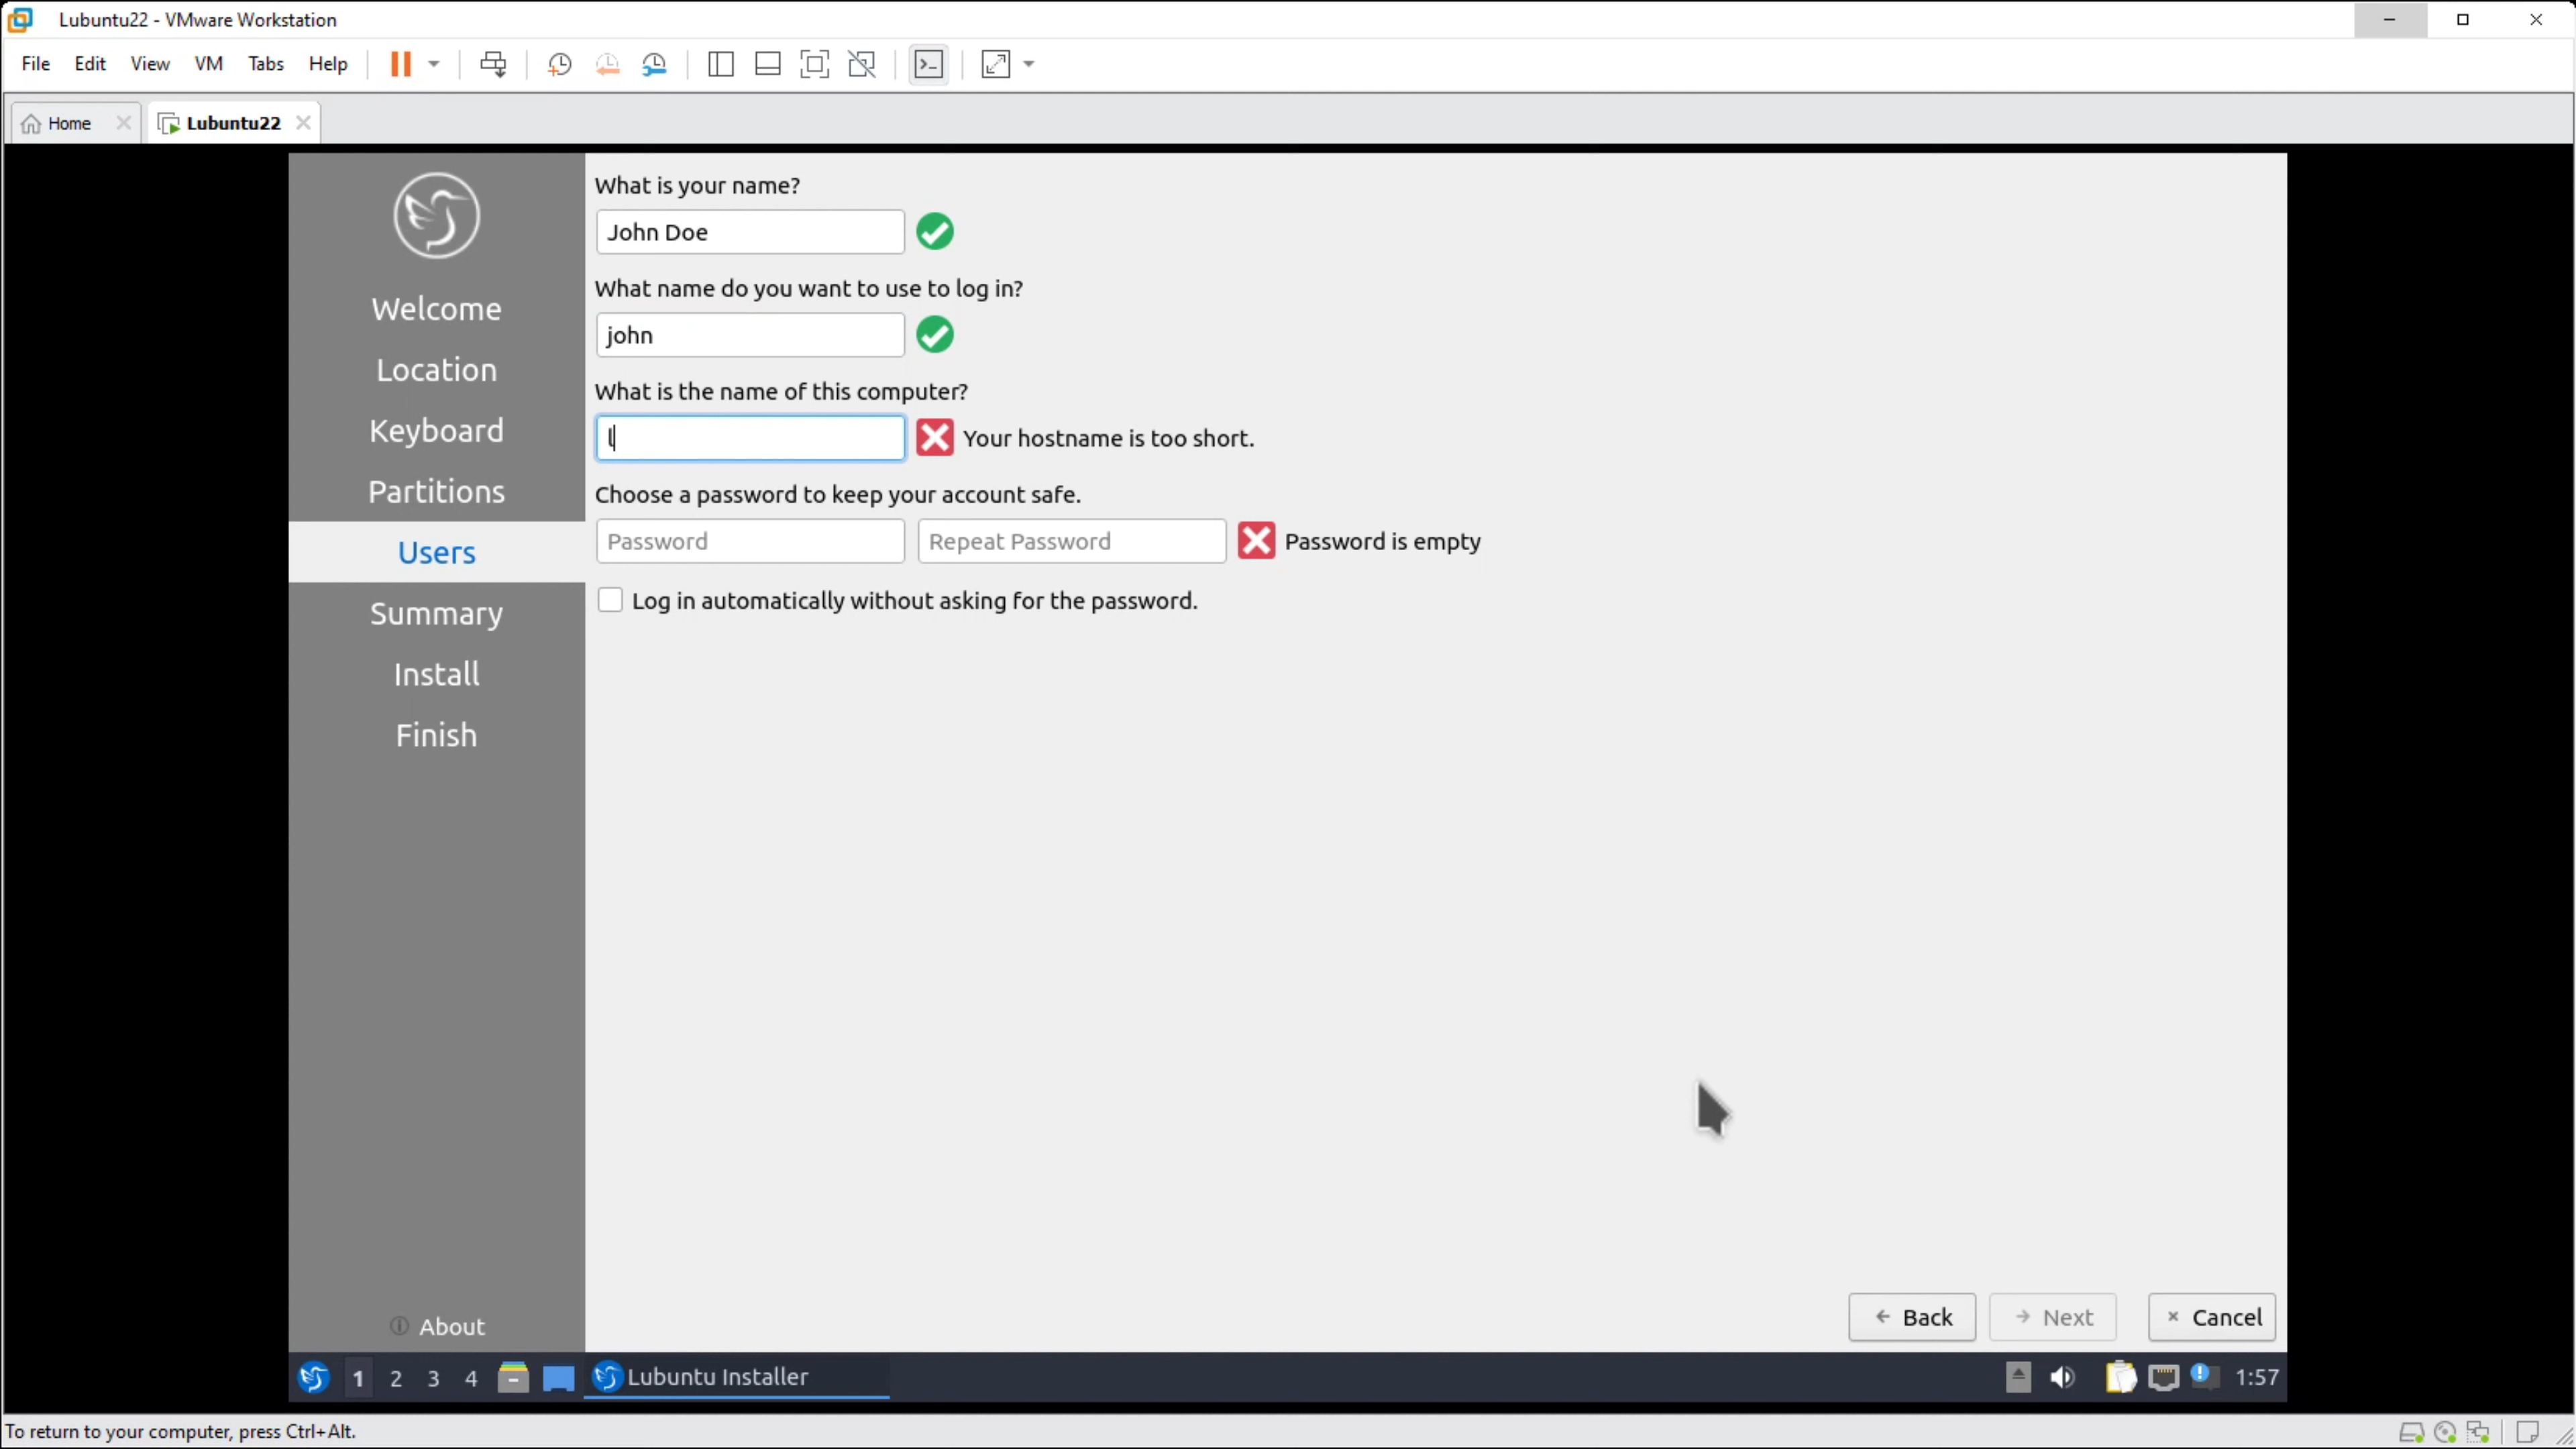 Lubuntu22 - VMware Workstation
File Edit View VM Tabs Help
Home Lubuntu22
What is your name?
John Doe
What name do you want to use to log in?
john
What is the name of this computer?
l Your hostname is too short.
Choose a password to keep your account safe.
Password Repeat Password Password is empty
Log in automatically without asking for the password.
Welcome
Location
Keyboard
Partitions
Users
Summary
Install
Finish
About
Back Next Cancel
1 2 3 4 Lubuntu Installer 1:57
To return to your computer, press Ctrl+Alt.